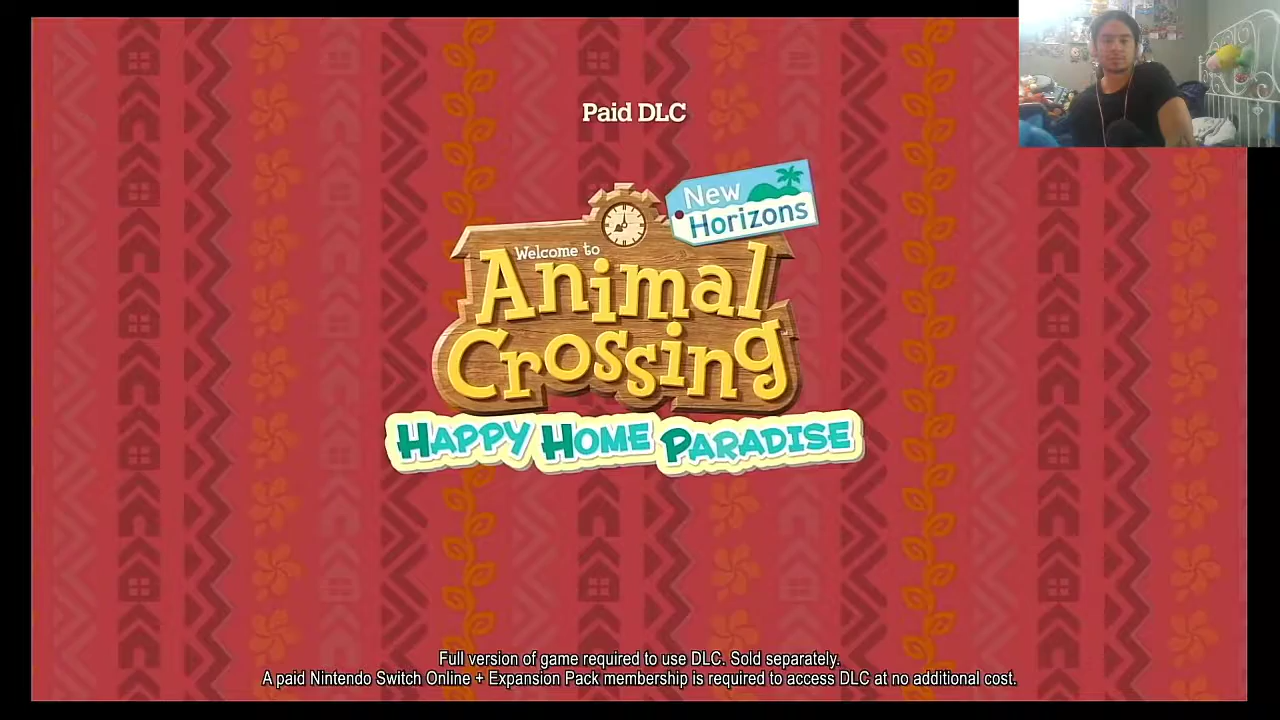 Paid DLC
New
Horizons
Welcome to
Animal
Crossing
HAPPY HOME PARADISE
Full version of game required to use DLC. Sold separately.
A paid Nintendo Switch Online + Expansion Pack membership is required to access DLC at no additional cost.